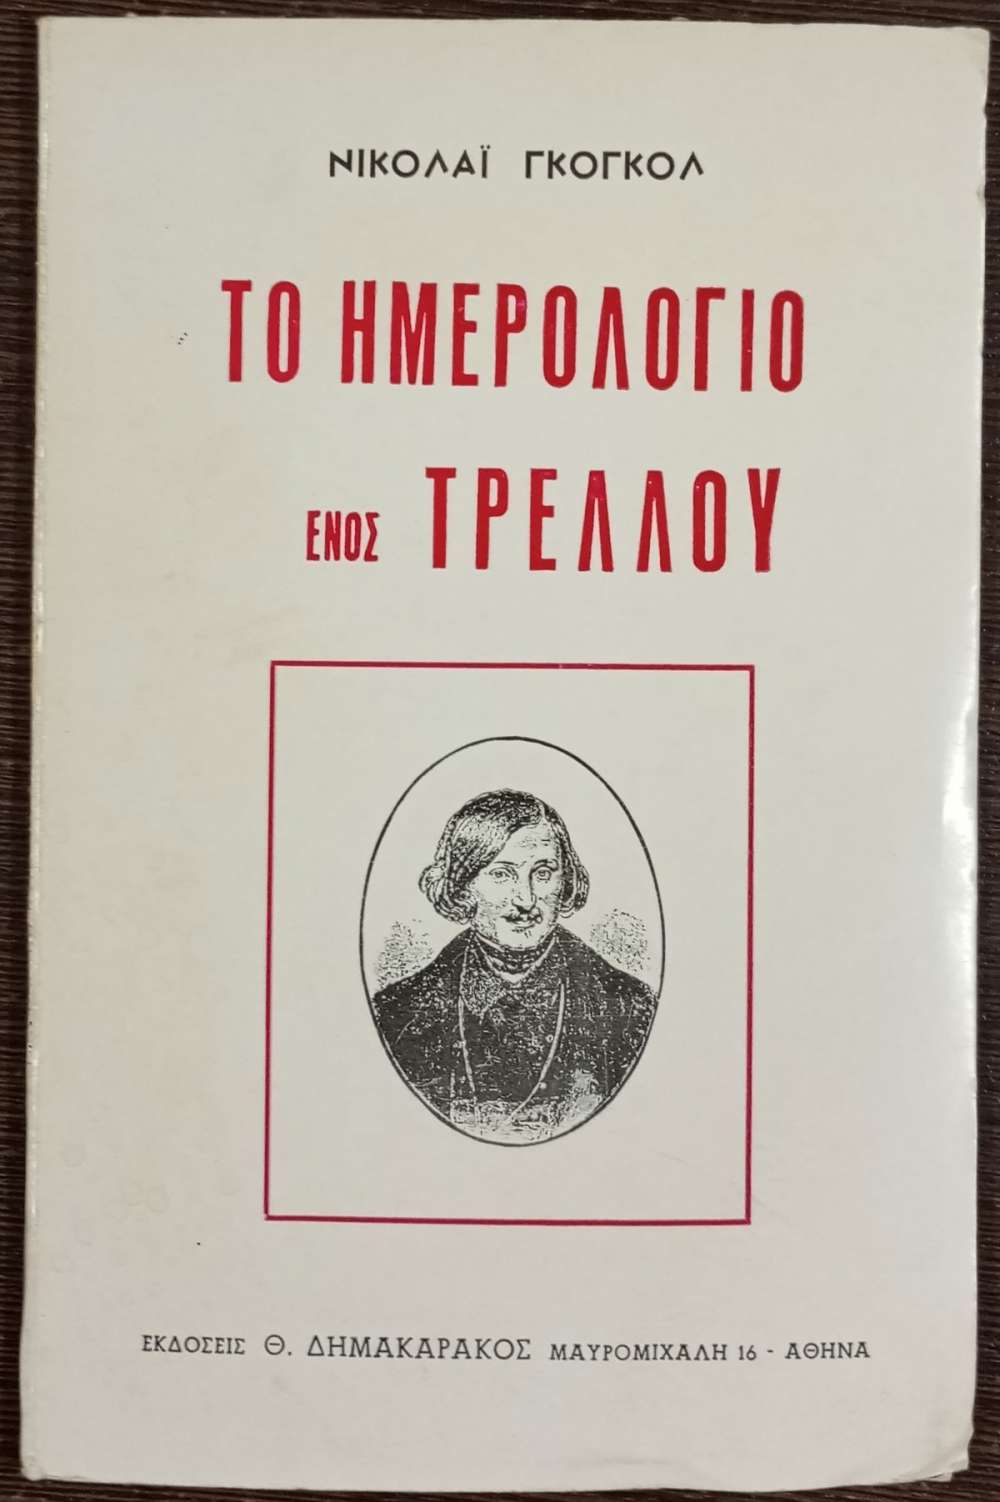 ΝΙΚΟΛΑΪ ΓΚΟΓΚΟΛ
ΤΟ ΗΜΕΡΟΛΟΓΙΟ
ΕΝΟΣ ΤΡΕΛΛΟΥ
ΕΚΔΟΣΕΙΣ Θ. ΔΗΜΑΚΑΡΑΚΟΣ ΜΑΥΡΟΜΙΧΑΛΗ 16 - ΑΘΗΝΑ